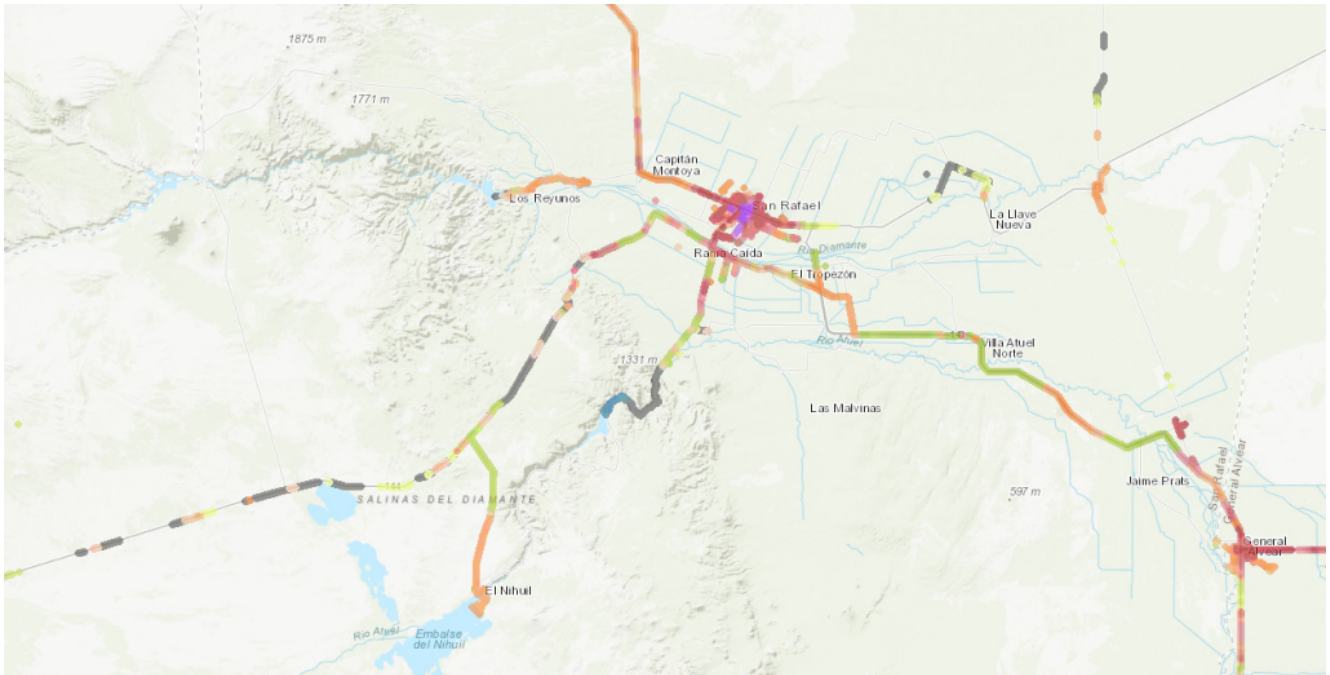 1875 m
1771 m
Capitán
Montoya
Los Reyunos
San Rafael
La Llave
Nueva
Río Diamante
Rama Caída
El Tropezón
Río Atuel
143
Villa Atuel
Norte
1331 m
Las Malvinas
144
SALINAS DEL DIAMANTE
597 m
Jaime Prats
San Rafael
General Alvear
General
Alvear
El Nihuil
Río Atuel
Embalse
del Nihuil